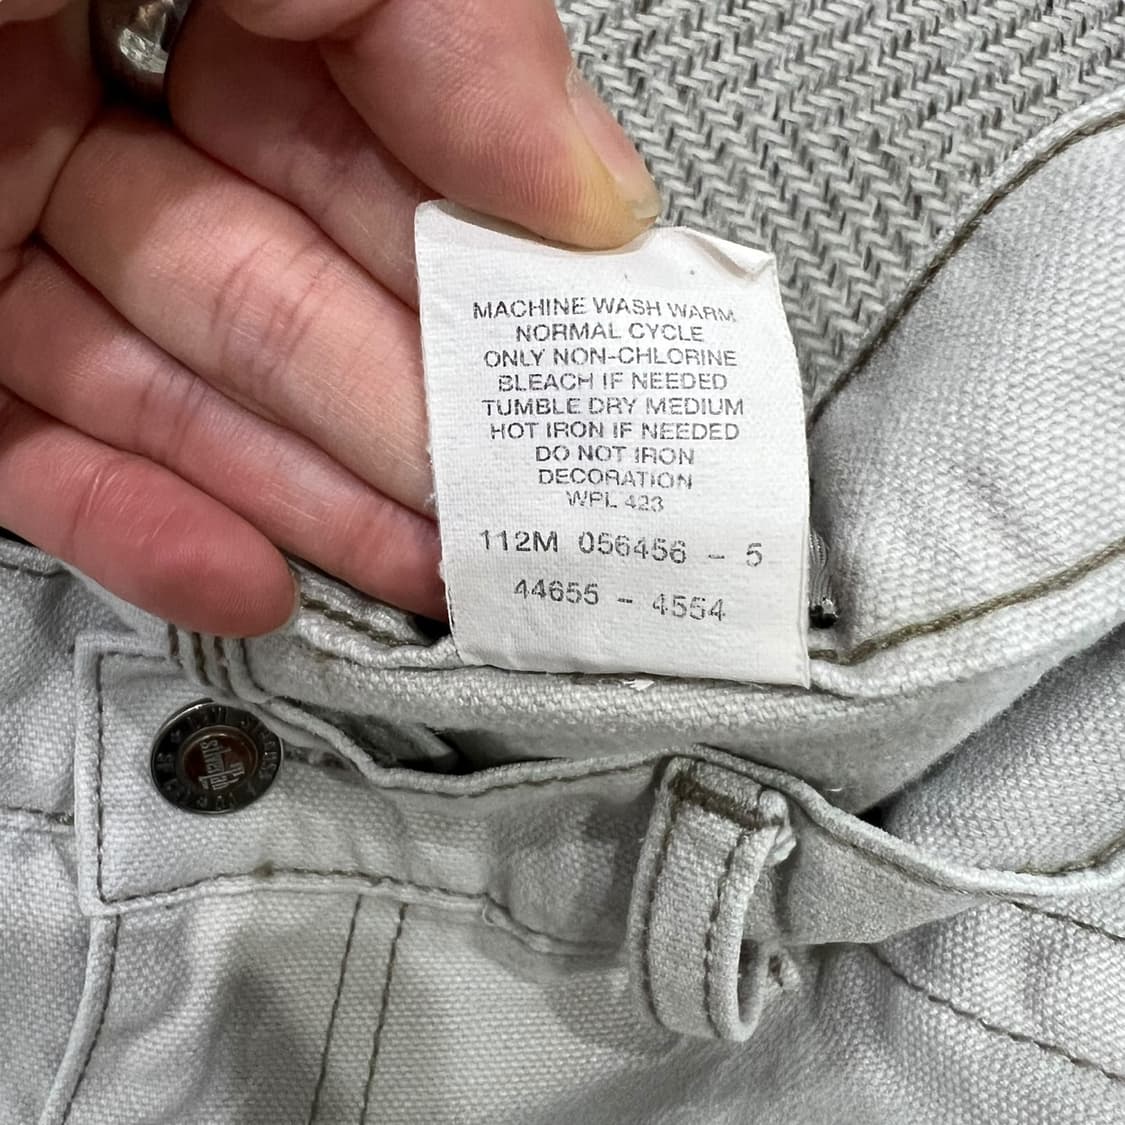 MACHINE WASH WARM
NORMAL CYCLE
ONLY NON-CHLORINE
BLEACH IF NEEDED
TUMBLE DRY MEDIUM
HOT IRON IF NEEDED
DO NOT IRON
DECORATION
WPL 423
112M 056456 - 5
44655 - 4554